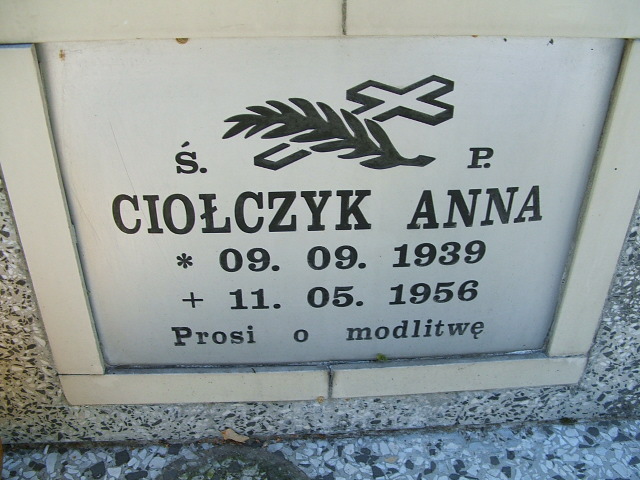 Ś. P.
CIOŁCZYK ANNA
* 09. 09. 1939
+ 11. 05. 1956
Prosi o modlitwę